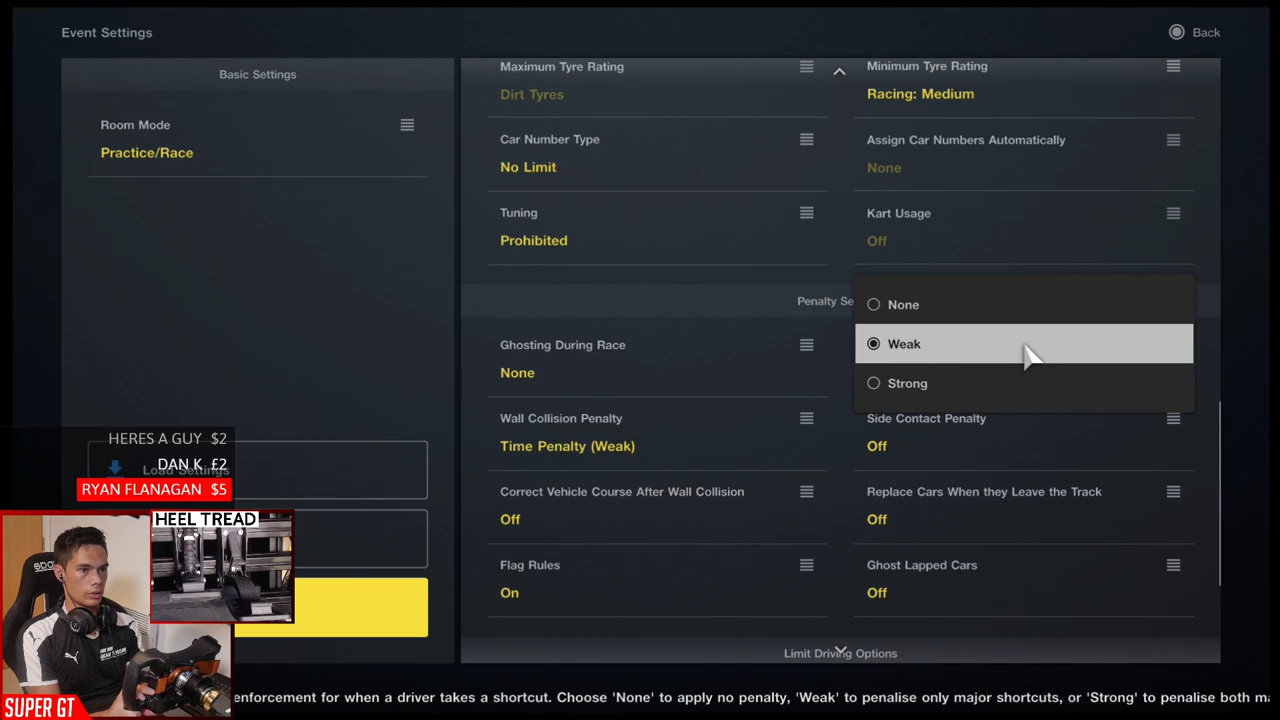 Event Settings
Back
Basic Settings
Room Mode
Practice/Race
Maximum Tyre Rating
Dirt Tyres
Minimum Tyre Rating
Racing: Medium
Car Number Type
No Limit
Assign Car Numbers Automatically
None
Tuning
Prohibited
Kart Usage
Off
Penalty Se
None
Weak
Strong
Ghosting During Race
None
Wall Collision Penalty
Time Penalty (Weak)
Side Contact Penalty
Off
Correct Vehicle Course After Wall Collision
Off
Replace Cars When they Leave the Track
Off
Flag Rules
On
Ghost Lapped Cars
Off
Limit Driving Options
Load Settings
HERES A GUY $2
DAN K £2
RYAN FLANAGAN $5
HEEL TREAD
SUPER GT
enforcement for when a driver takes a shortcut. Choose 'None' to apply no penalty, 'Weak' to penalise only major shortcuts, or 'Strong' to penalise both ma